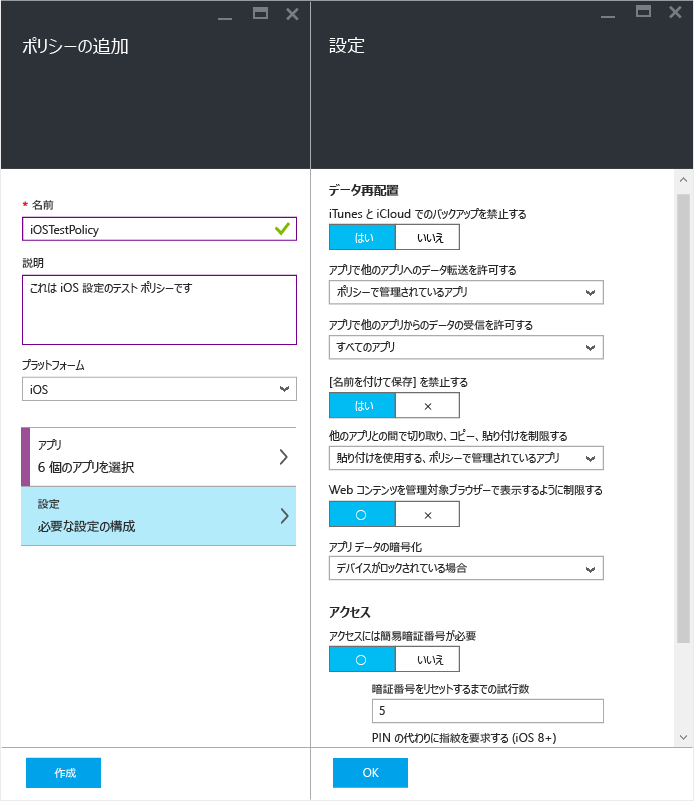 ポリシーの追加
* 名前
iOSTestPolicy
説明
これは iOS 設定のテスト ポリシーです
プラットフォーム
iOS
アプリ
6 個のアプリを選択
設定
必要な設定の構成
作成
設定
データ再配置
iTunes と iCloud でのバックアップを禁止する
はい いいえ
アプリで他のアプリへのデータ転送を許可する
ポリシーで管理されているアプリ
アプリで他のアプリからのデータの受信を許可する
すべてのアプリ
[名前を付けて保存] を禁止する
はい ×
他のアプリとの間で切り取り、コピー、貼り付けを制限する
貼り付けを使用する、ポリシーで管理されているアプリ
Web コンテンツを管理対象ブラウザーで表示するように制限する
○ ×
アプリ データの暗号化
デバイスがロックされている場合
アクセス
アクセスには簡易暗証番号が必要
○ いいえ
暗証番号をリセットするまでの試行数
5
PIN の代わりに指紋を要求する (iOS 8+)
OK